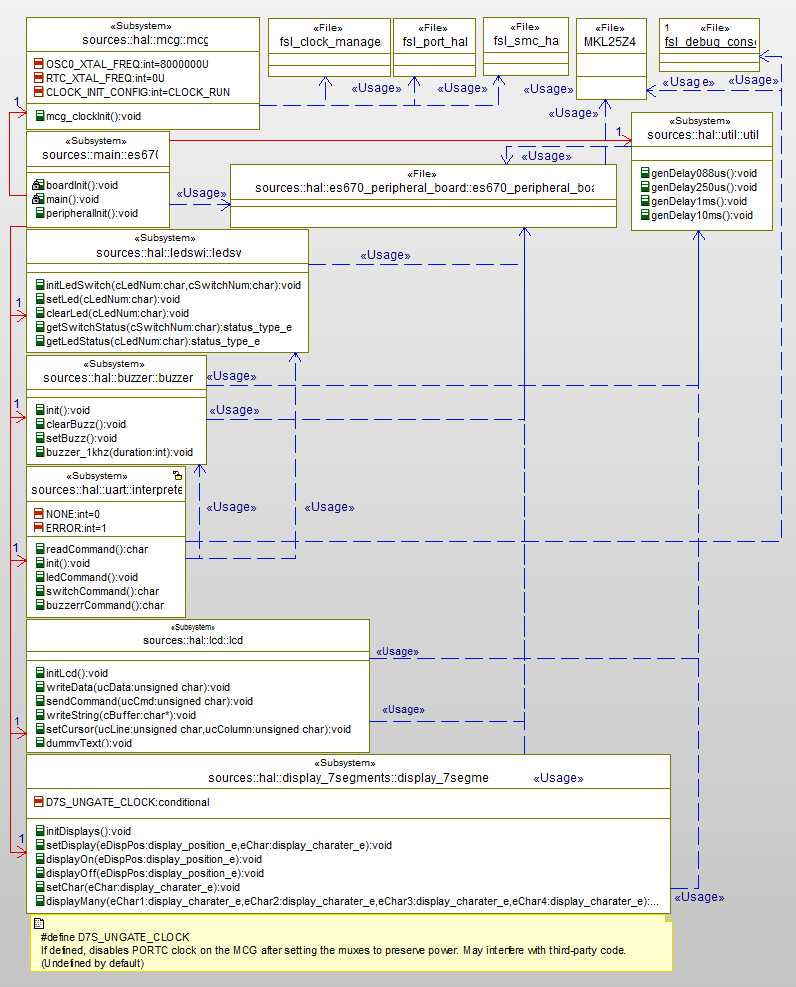 «Subsystem»
sources::hal::mcg::mcg
OSC0_XTAL_FREQ:int=8000000U
RTC_XTAL_FREQ:int=0U
CLOCK_INIT_CONFIG:int=CLOCK_RUN
mcg_clockInit():void
«File»
fsl_clock_manager
«File»
fsl_port_hal
«File»
fsl_smc_hal
«File»
MKL25Z4
1 «File»
fsl_debug_conso
«Usage»
«Usage»
«Usage»
«Usage»
«Usage»
«Usage»
«Usage»
1
«Subsystem»
sources::main::es670
boardInit():void
main():void
peripheralInit():void
«Usage»
«File»
sources::hal::es670_peripheral_board::es670_peripheral_boa
«Usage»
1
«Subsystem»
sources::hal::util::util
genDelay088us():void
genDelay250us():void
genDelay1ms():void
genDelay10ms():void
«Subsystem»
sources::hal::ledswi::ledsw
initLedSwitch(cLedNum:char,cSwitchNum:char):void
setLed(cLedNum:char):void
clearLed(cLedNum:char):void
getSwitchStatus(cSwitchNum:char):status_type_e
getLedStatus(cLedNum:char):status_type_e
«Usage»
1
«Subsystem»
sources::hal::buzzer::buzzer
init():void
clearBuzz():void
setBuzz():void
buzzer_1khz(duration:int):void
«Usage»
«Usage»
1
«Subsystem»
sources::hal::uart::interprete
NONE:int=0
ERROR:int=1
readCommand():char
init():void
ledCommand():void
switchCommand():char
buzzerrCommand():char
«Usage»
«Usage»
1
«Subsystem»
sources::hal::lcd::lcd
initLcd():void
writeData(ucData:unsigned char):void
sendCommand(ucCmd:unsigned char):void
writeString(cBuffer:char*):void
setCursor(ucLine:unsigned char,ucColumn:unsigned char):void
dummyText():void
«Usage»
«Usage»
1
«Subsystem»
sources::hal::display_7segments::display_7segme
«Usage»
D7S_UNGATE_CLOCK:conditional
initDisplays():void
setDisplay(eDispPos:display_position_e,eChar:display_charater_e):void
displayOn(eDispPos:display_position_e):void
displayOff(eDispPos:display_position_e):void
setChar(eChar:display_charater_e):void
displayMany(eChar1:display_charater_e,eChar2:display_charater_e,eChar3:display_charater_e,eChar4:display_charater_e):...
«Usage»
1
#define D7S_UNGATE_CLOCK
If defined, disables PORTC clock on the MCG after setting the muxes to preserve power. May interfere with third-party code.
(Undefined by default)